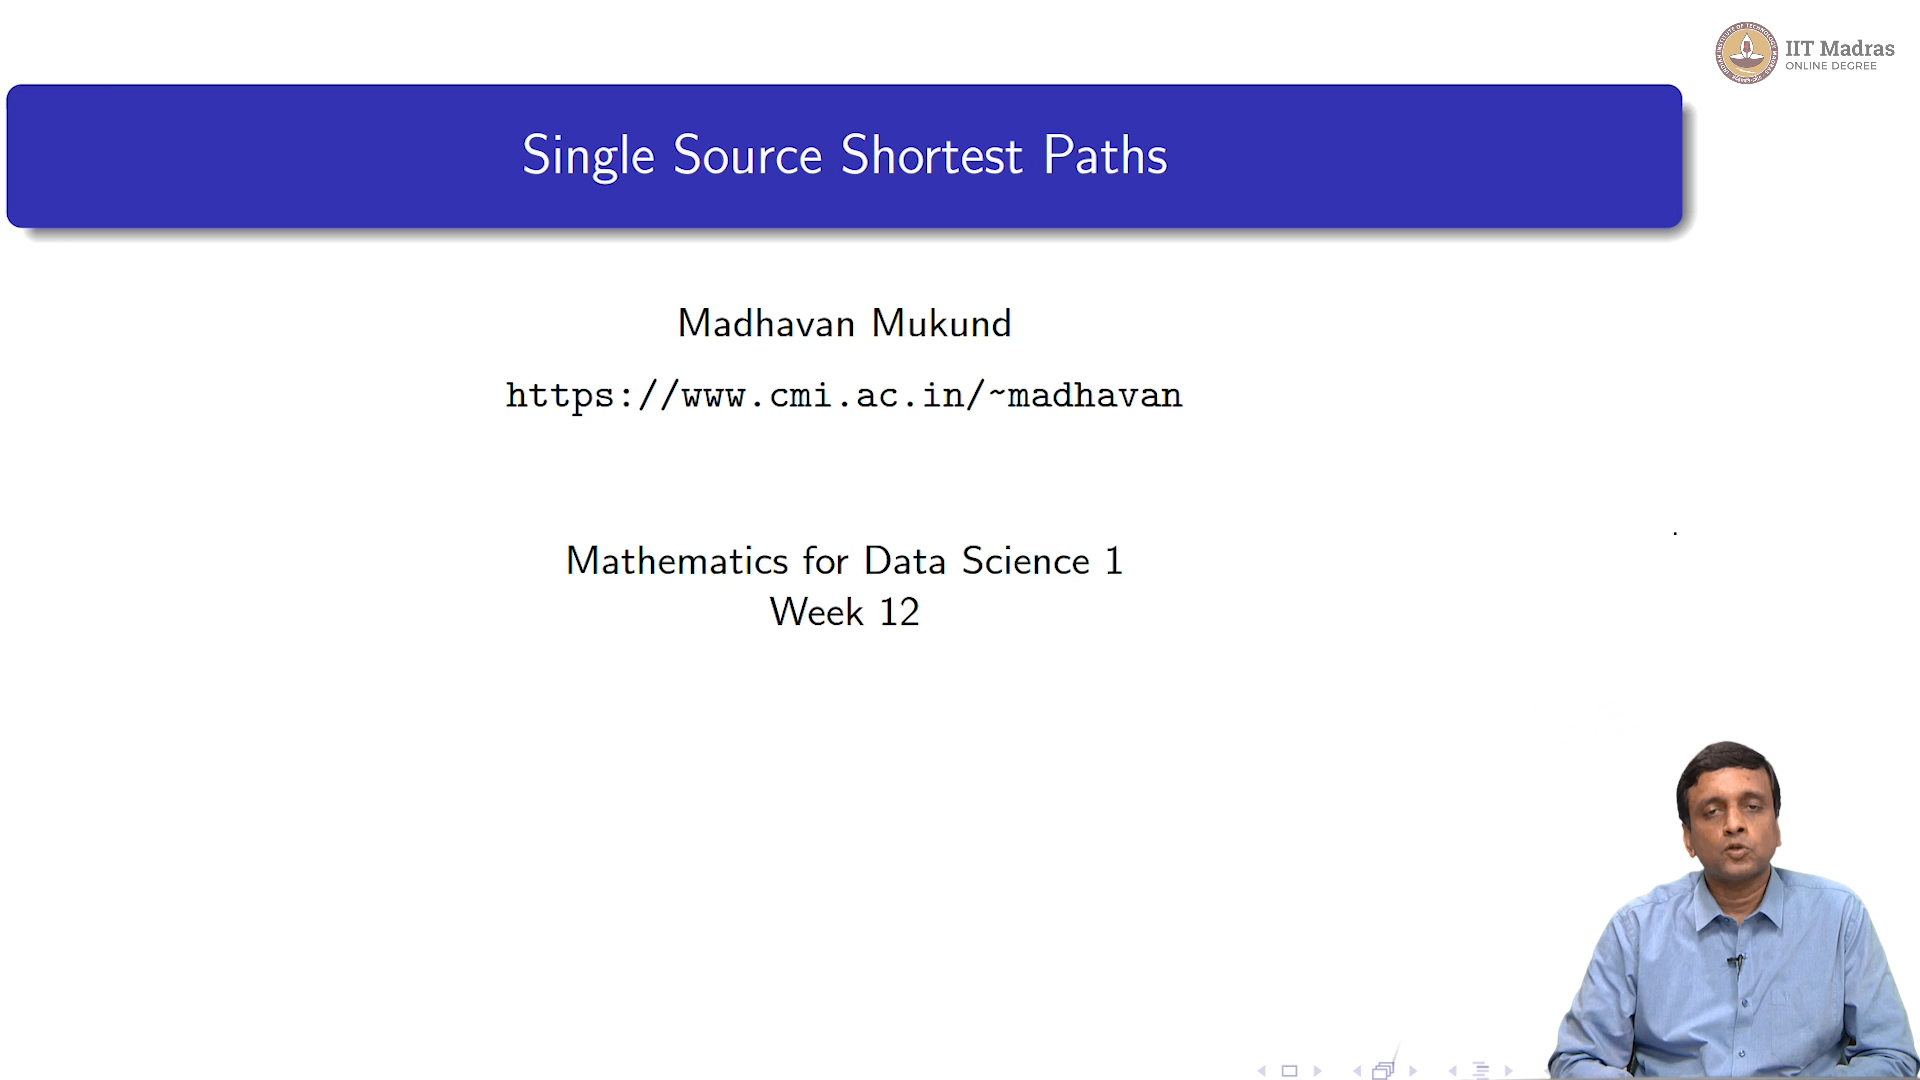 IIT Madras
ONLINE DEGREE
Single Source Shortest Paths
Madhavan Mukund
https://www.cmi.ac.in/~madhavan
Mathematics for Data Science 1
Week 12